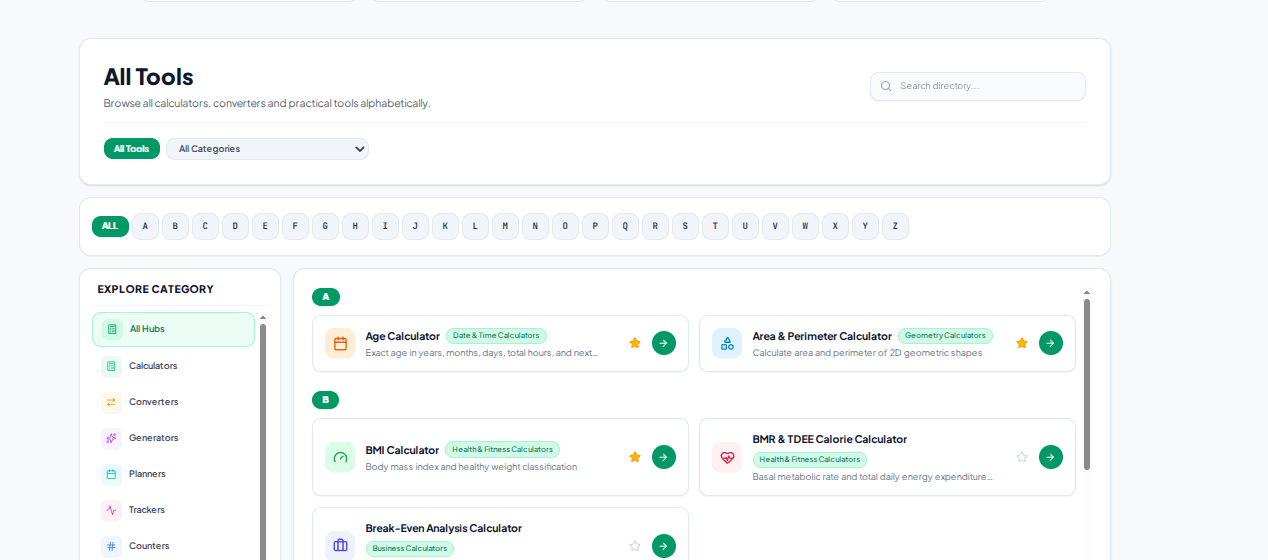 All Tools
Browse all calculators, converters and practical tools alphabetically.
Search directory...
All Tools
All Categories
ALL A B C D E F G H I J K L M N O P Q R S T U V W X Y Z
EXPLORE CATEGORY
All Hubs
Calculators
Converters
Generators
Planners
Trackers
Counters
A
Age Calculator Date & Time Calculators
Exact age in years, months, days, total hours, and next...
Area & Perimeter Calculator Geometry Calculators
Calculate area and perimeter of 2D geometric shapes
B
BMI Calculator Health & Fitness Calculators
Body mass index and healthy weight classification
BMR & TDEE Calorie Calculator
Health & Fitness Calculators
Basal metabolic rate and total daily energy expenditure...
Break-Even Analysis Calculator
Business Calculators